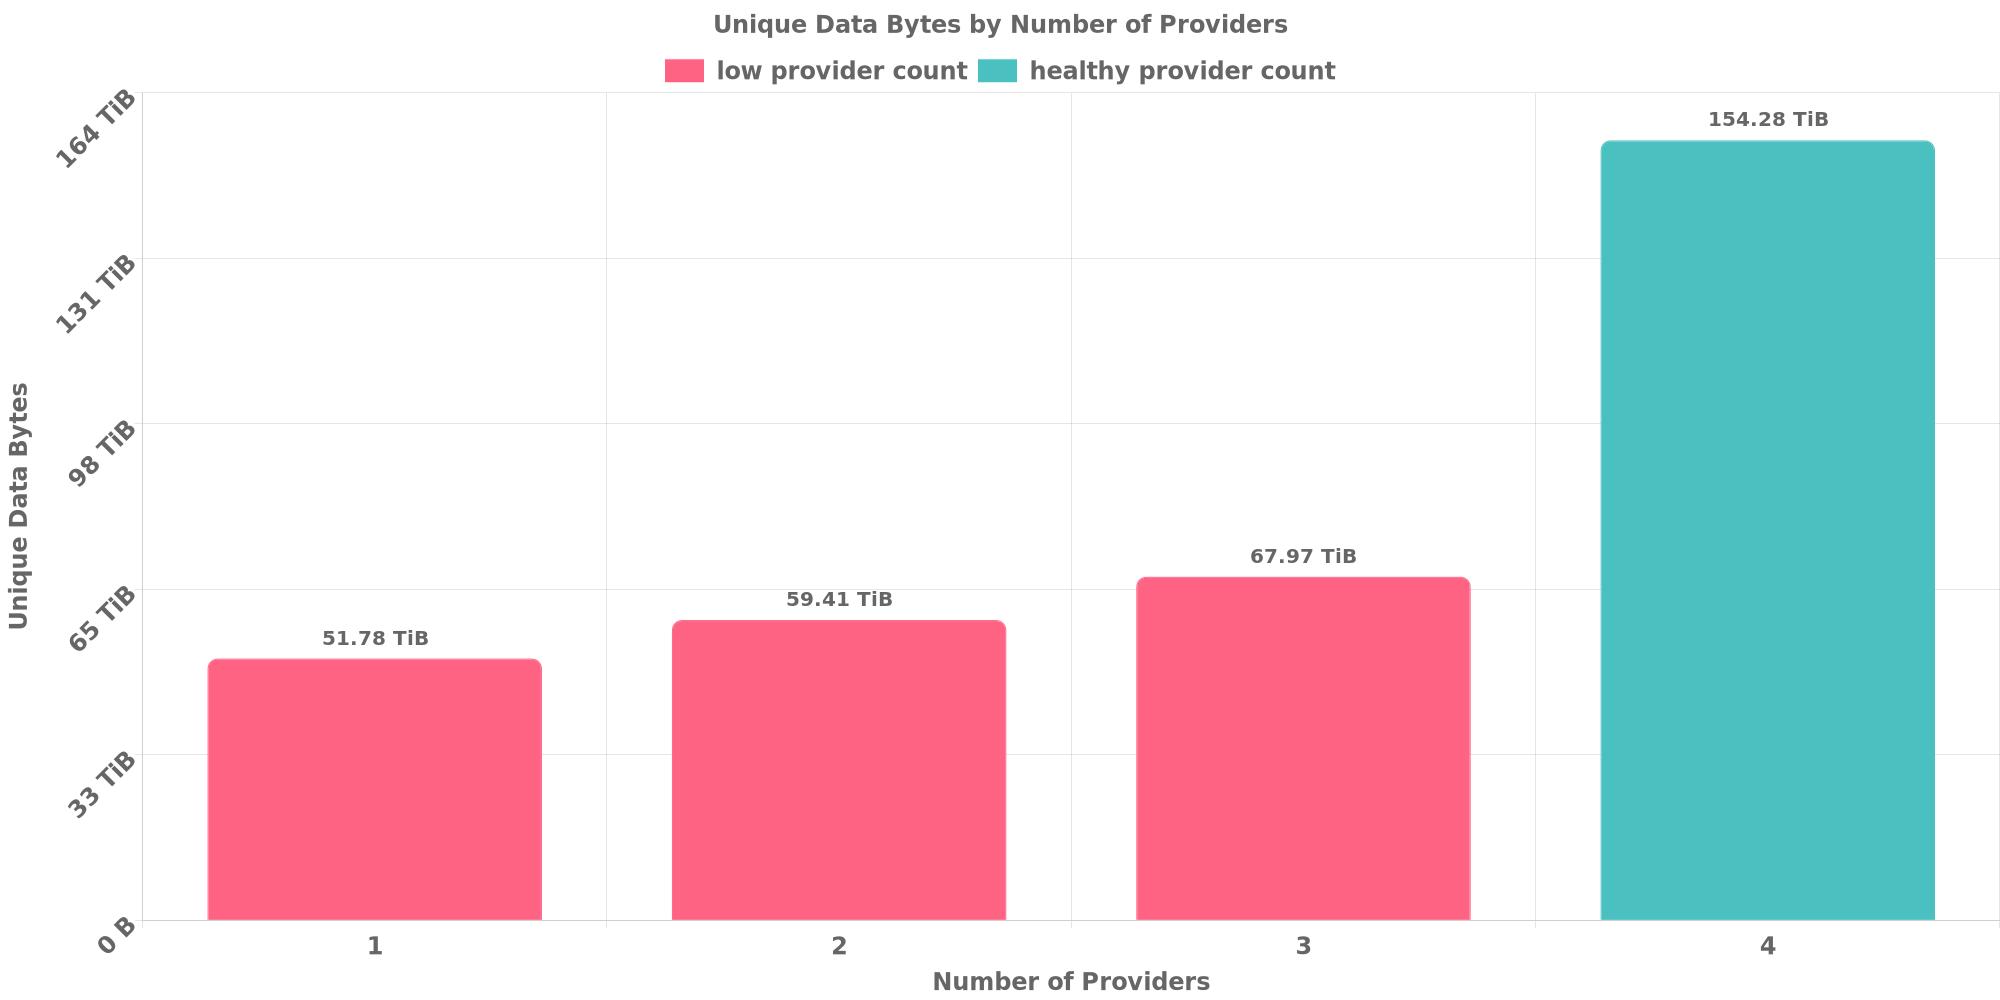 Unique Data Bytes by Number of Providers
low provider count healthy provider count
164 TiB
131 TiB
98 TiB
65 TiB
33 TiB
0 B
Unique Data Bytes
51.78 TiB
59.41 TiB
67.97 TiB
154.28 TiB
1 2 3 4
Number of Providers